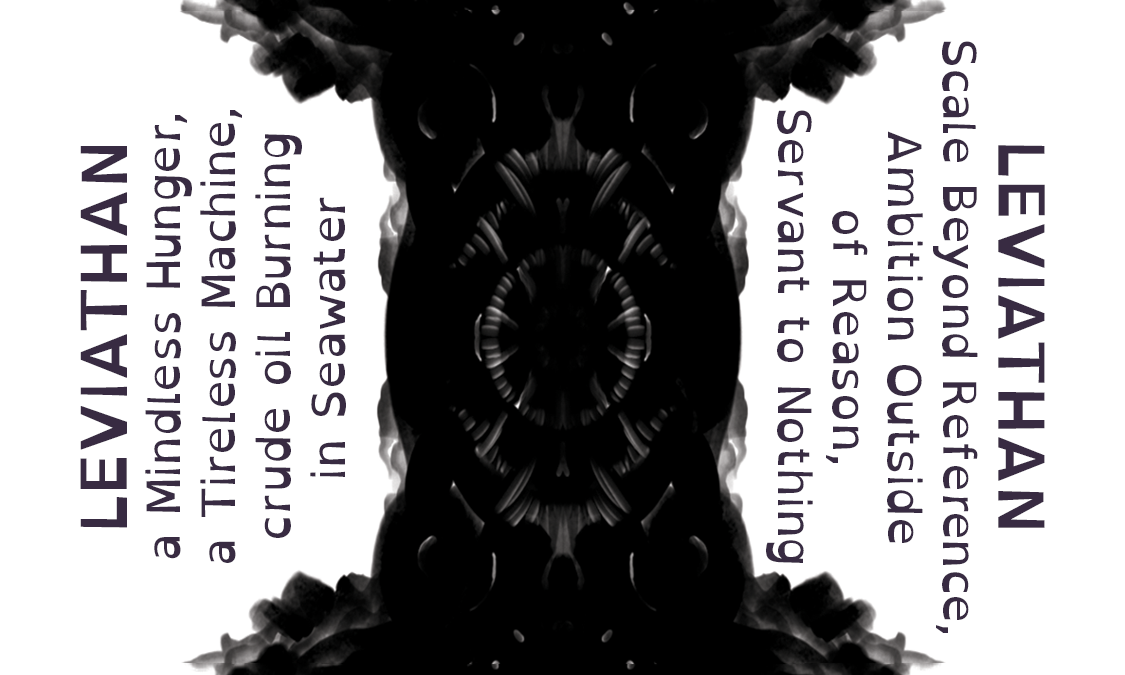 LEVIATHAN
a Mindless Hunger,
a Tireless Machine,
crude oil Burning
in Seawater
LEVIATHAN
Scale Beyond Reference,
Ambition Outside
of Reason,
Servant to Nothing